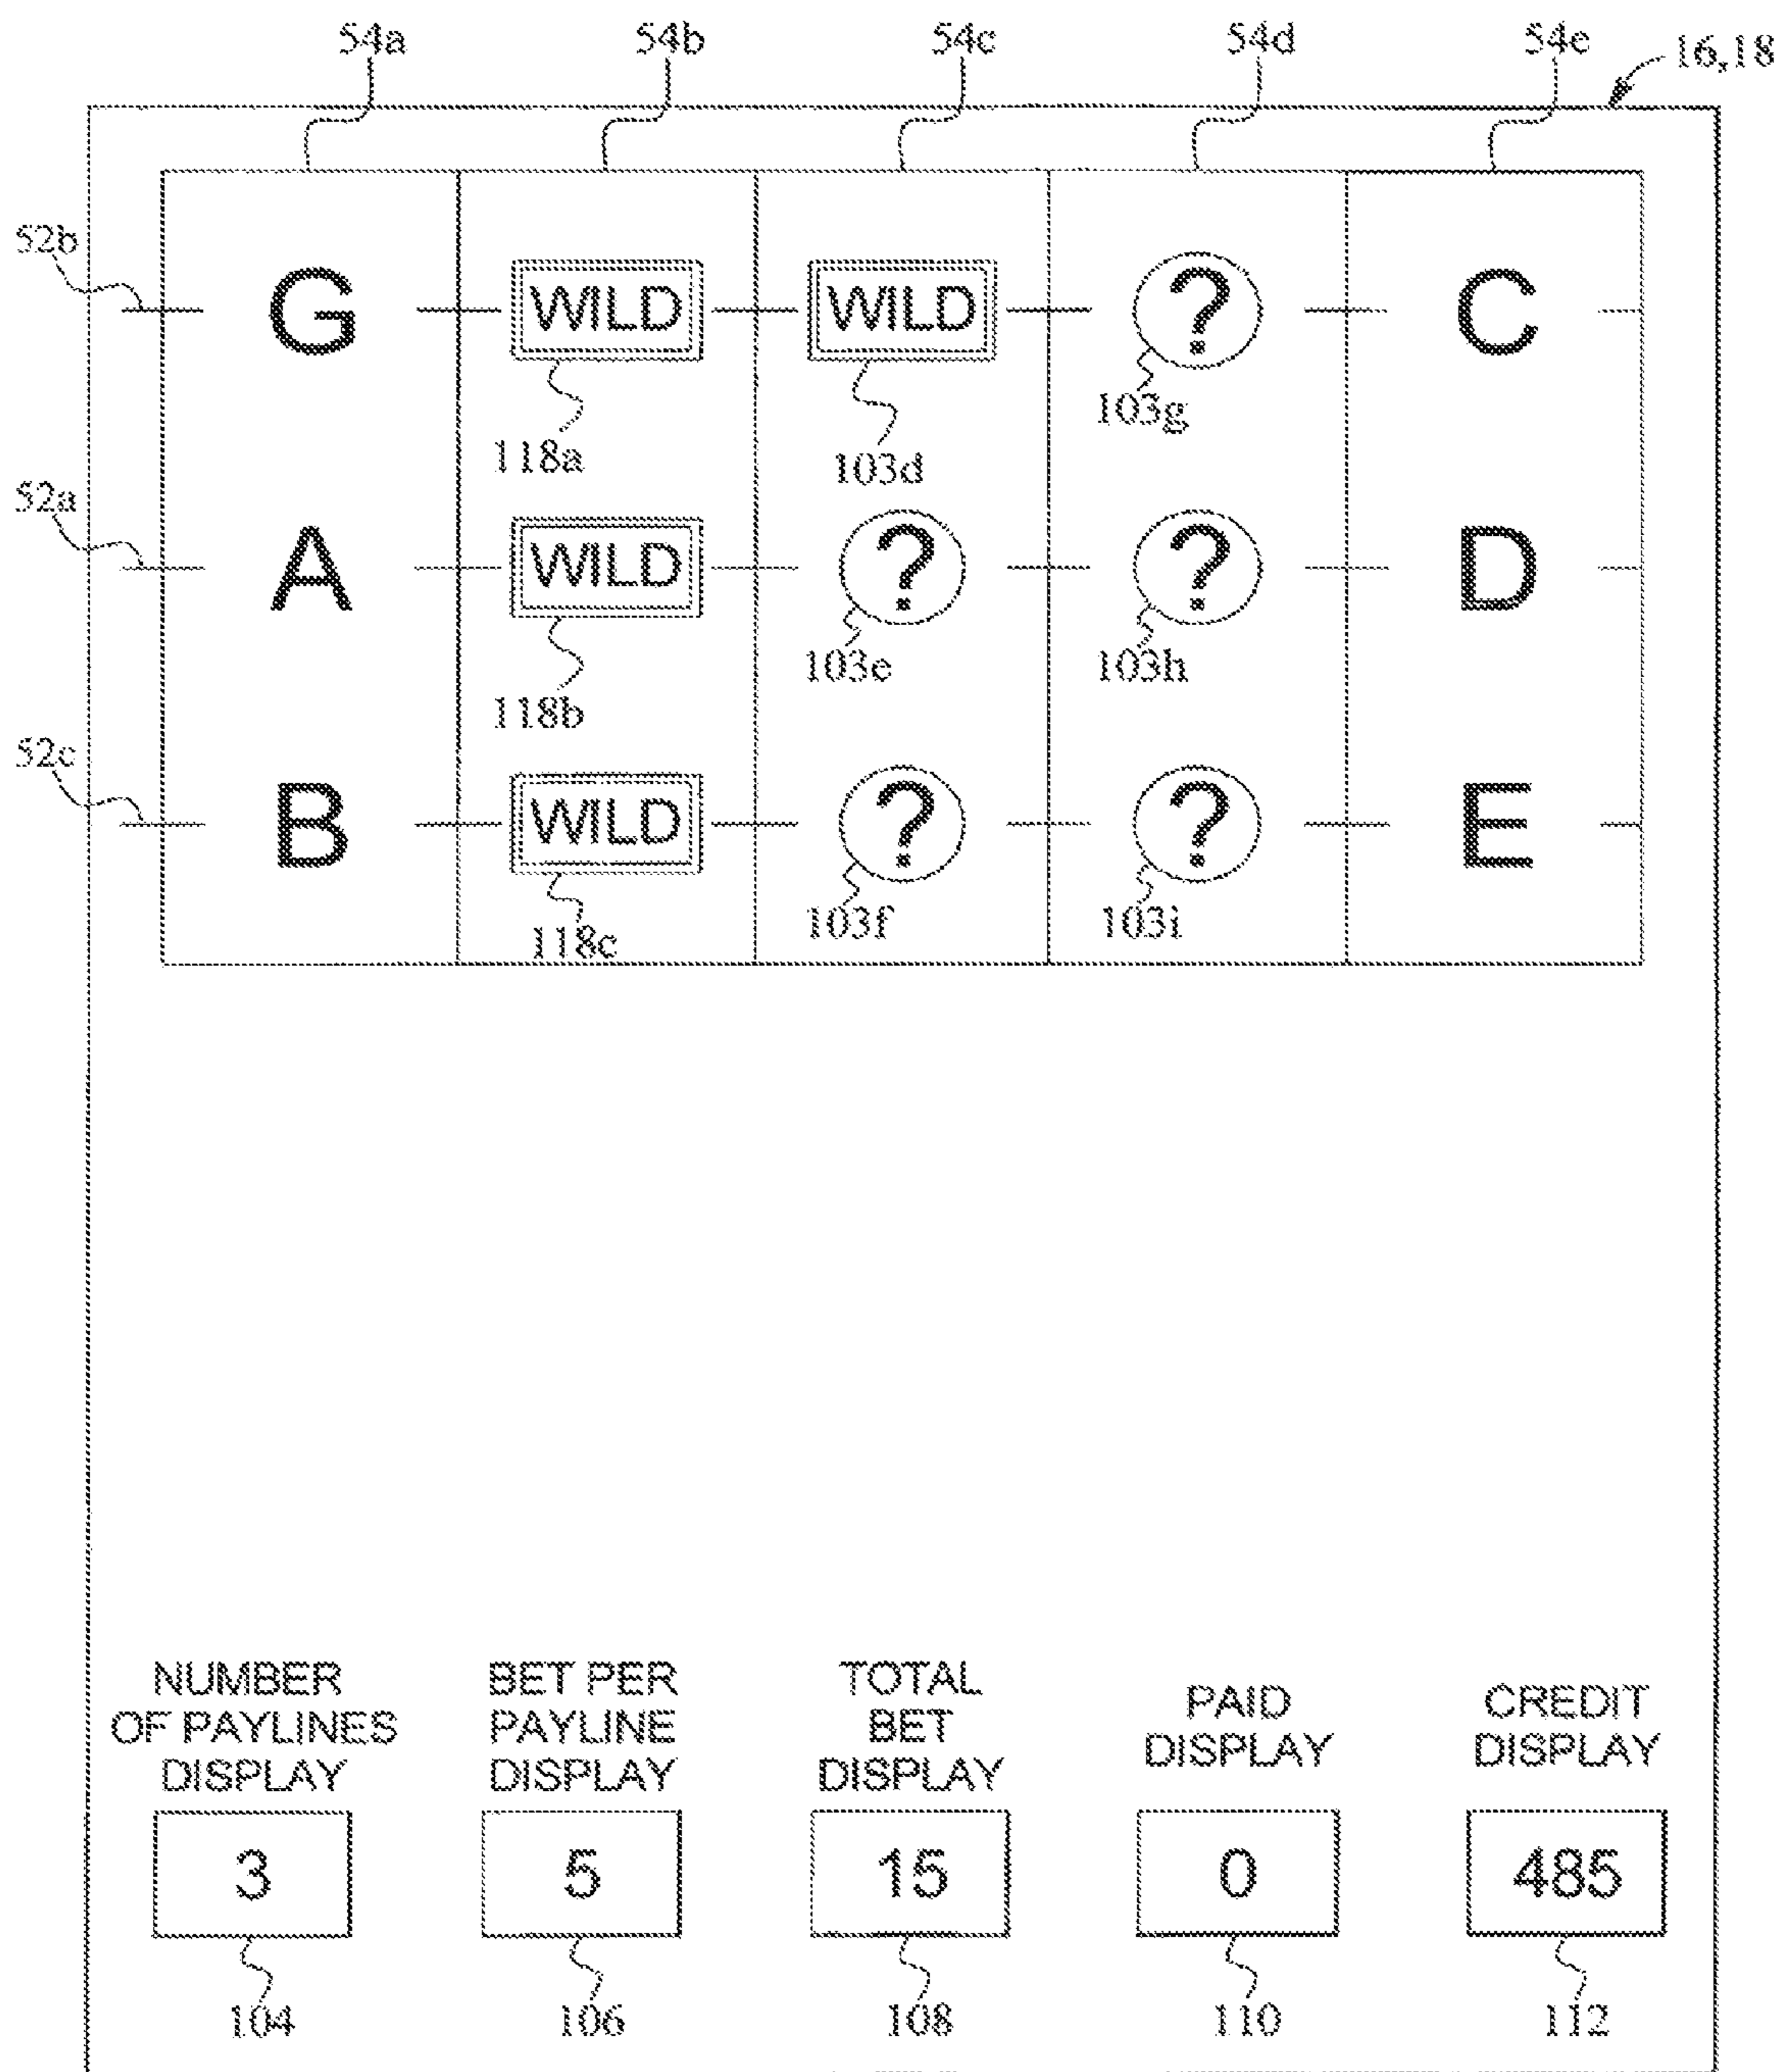 54a 54b 54c 54d 54e 16,18
52b G WILD WILD ? C
118a 103d 103g
52a A WILD ? ? D
118b 103e 103h
52c B WILD ? ? E
118c 103f 103i
NUMBER OF PAYLINES DISPLAY
BET PER PAYLINE DISPLAY
TOTAL BET DISPLAY
PAID DISPLAY
CREDIT DISPLAY
3 5 15 0 485
104 106 108 110 112